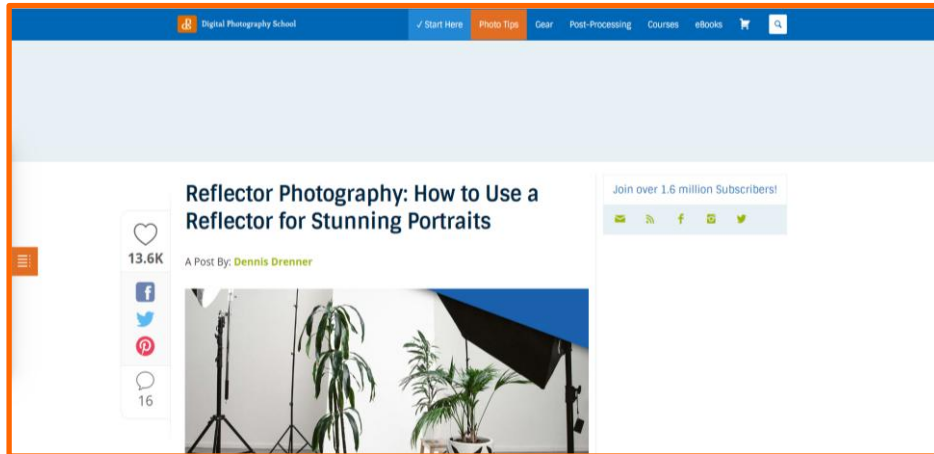 Digital Photography School
✓ Start Here
Photo Tips
Gear
Post-Processing
Courses
eBooks
Reflector Photography: How to Use a
Reflector for Stunning Portraits
A Post By: Dennis Drenner
13.6K
16
Join over 1.6 million Subscribers!